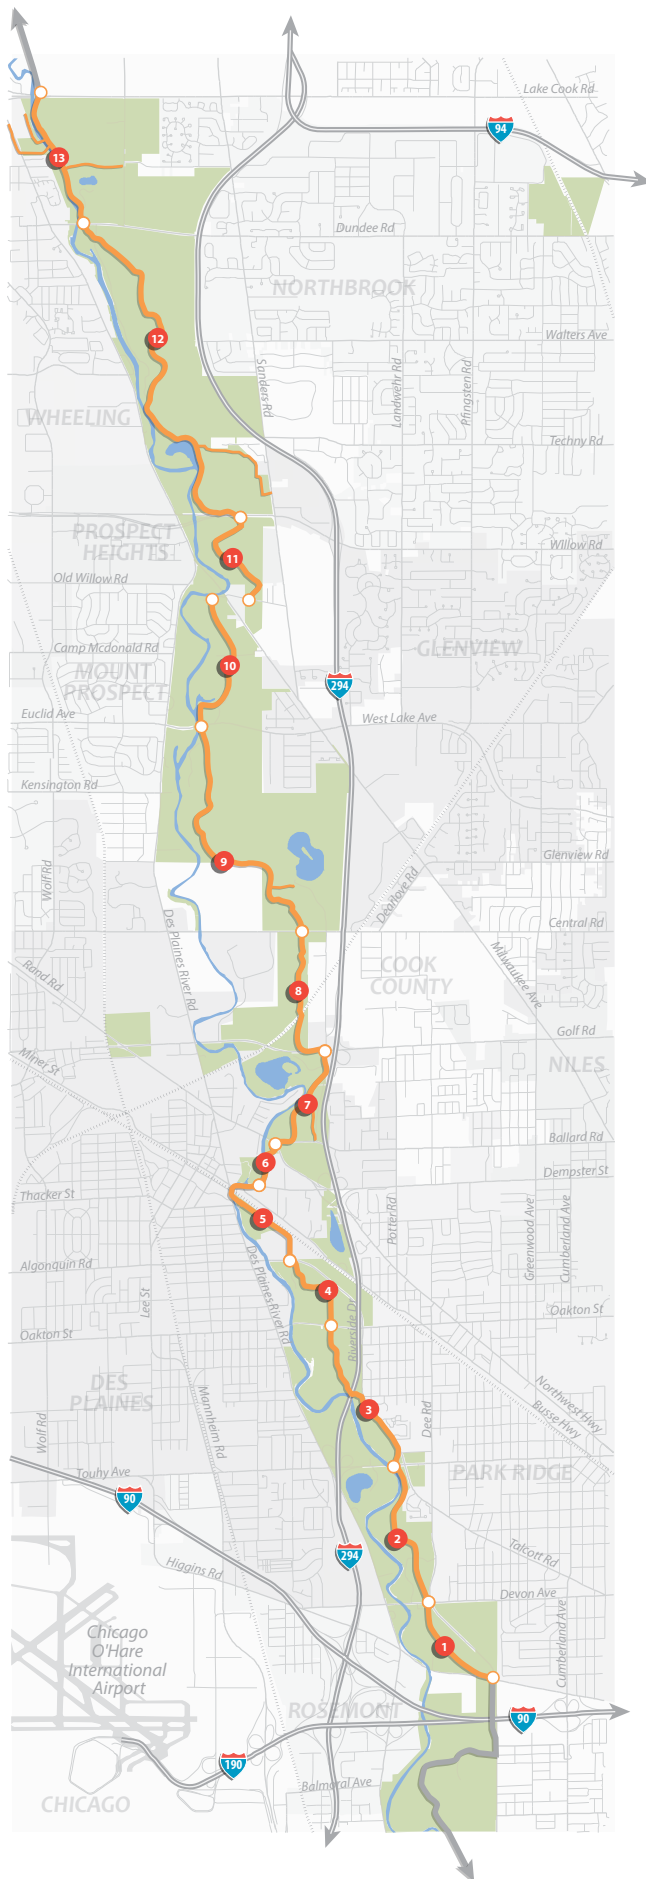 Lake Cook Rd
94
13
Dundee Rd
NORTHBROOK
12
Walters Ave
Sanders Rd
Landwehr Rd
Pfingsten Rd
WHEELING
Techny Rd
PROSPECT
HEIGHTS
Willow Rd
11
Old Willow Rd
Camp Mcdonald Rd
GLENVIEW
10
MOUNT
PROSPECT
294
Euclid Ave
West Lake Ave
Kensington Rd
9
Glenview Rd
Wolf Rd
Dearlove Rd
Des Plaines River Rd
Central Rd
Rand Rd
COOK
COUNTY
Milwaukee Ave
8
Golf Rd
Miner St
NILES
7
Ballard Rd
6
Dempster St
Thacker St
5
Potter Rd
Greenwood Ave
Cumberland Ave
Algonquin Rd
Des Plaines River Rd
4
Lee St
Oakton St
Riverside Dr
Oakton St
DES
PLAINES
Northwest Hwy
Busse Hwy
3
Dee Rd
Mannheim Rd
Wolf Rd
Touhy Ave
PARK RIDGE
90
2
Talcott Rd
294
Higgins Rd
Devon Ave
Cumberland Ave
1
Chicago
O'Hare
International
Airport
ROSEMONT
90
190
Balmoral Ave
CHICAGO